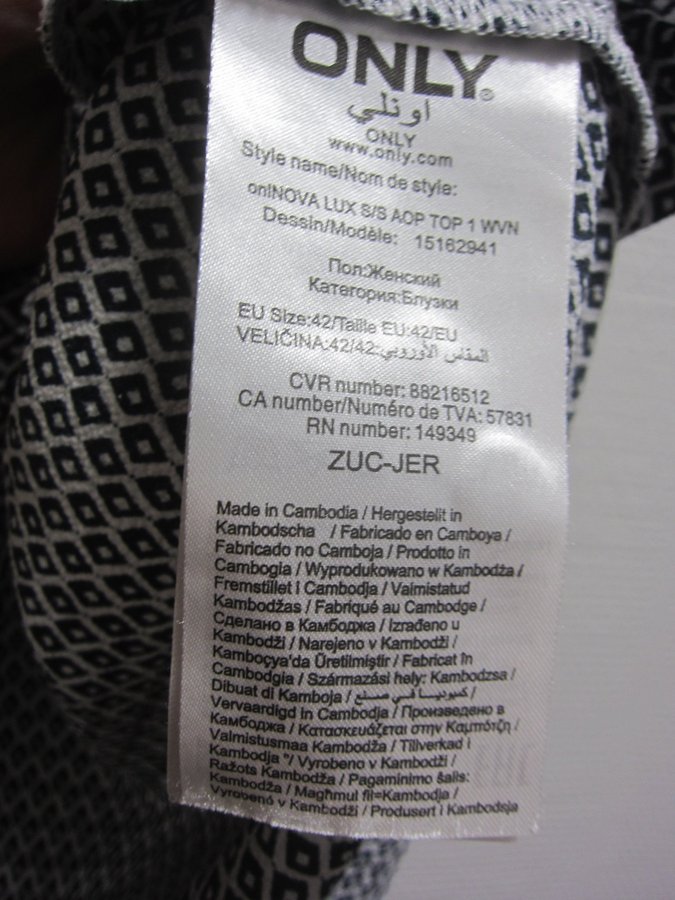 ONLY®
اونلي
ONLY
www.only.com
Style name/Nom de style:
onlNOVA LUX S/S AOP TOP 1 WVN
Dessin/Modèle: 15162941
Пол:Женский
Категория:Блузки
EU Size:42/Taille EU:42/EU
VELIČINA:42/42:المقاس الأوروبي
CVR number: 88216512
CA number/Numéro de TVA: 57831
RN number: 149349
ZUC-JER
Made in Cambodia / Hergestellt in
Kambodscha / Fabricado en Camboya /
Fabricado no Camboja / Prodotto in
Cambogia / Wyprodukowano w Kambodża /
Fremstillet i Cambodja / Valmistatud
Kambodžas / Fabriqué au Cambodge /
Сделано в Камбоджа / Izrađeno u
Kambodži / Narejeno v Kambodži /
Kamboçya'da Üretilmiştir / Fabricat în
Cambodgia / Származási hely: Kambodzsa /
Dibuat di Kamboja / كمبوديا في صنع /
Vervaardigd in Cambodja / Произведено в
Камбоджа / Κατασκευάζεται στην Καμπότζη /
Valmistusmaa Kambodža / Tillverkad i
Kambodja / Vyrobeno v Kambodži /
Ražots Kambodža / Pagaminimo šalis:
Kambodža / Magħmul fil=Kambodja /
Vyrobené v Kambodži / Produsert i Kambodsja